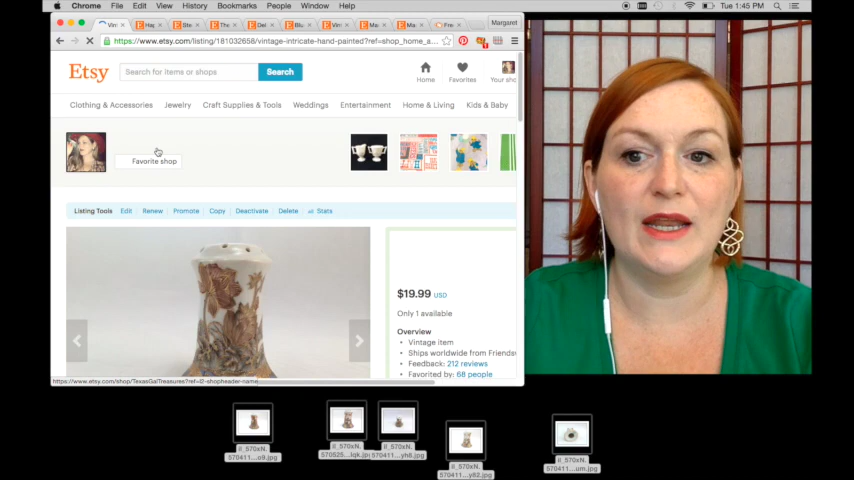 Chrome File Edit View History Bookmarks People Window Help
Tue 1:45 PM
Margaret
https://www.etsy.com/listing/181032658/vintage-intricate-hand-painted?ref=shop_home_a...
Etsy
Search for items or shops
Search
Home
Favorites
Your sho
Clothing & Accessories Jewelry Craft Supplies & Tools Weddings Entertainment Home & Living Kids & Baby
Favorite shop
Listing Tools Edit Renew Promote Copy Deactivate Delete Stats
$19.99 USD
Only 1 available
Overview
Vintage item
Ships worldwide from Friends
Feedback: 212 reviews
Favorited by: 68 people
https://www.etsy.com/shop/TexasGalTreasures?ref=l2-shopheader-name
il_570xN.
il_570xN.
il_570xN.
il_570xN.
il_570xN.